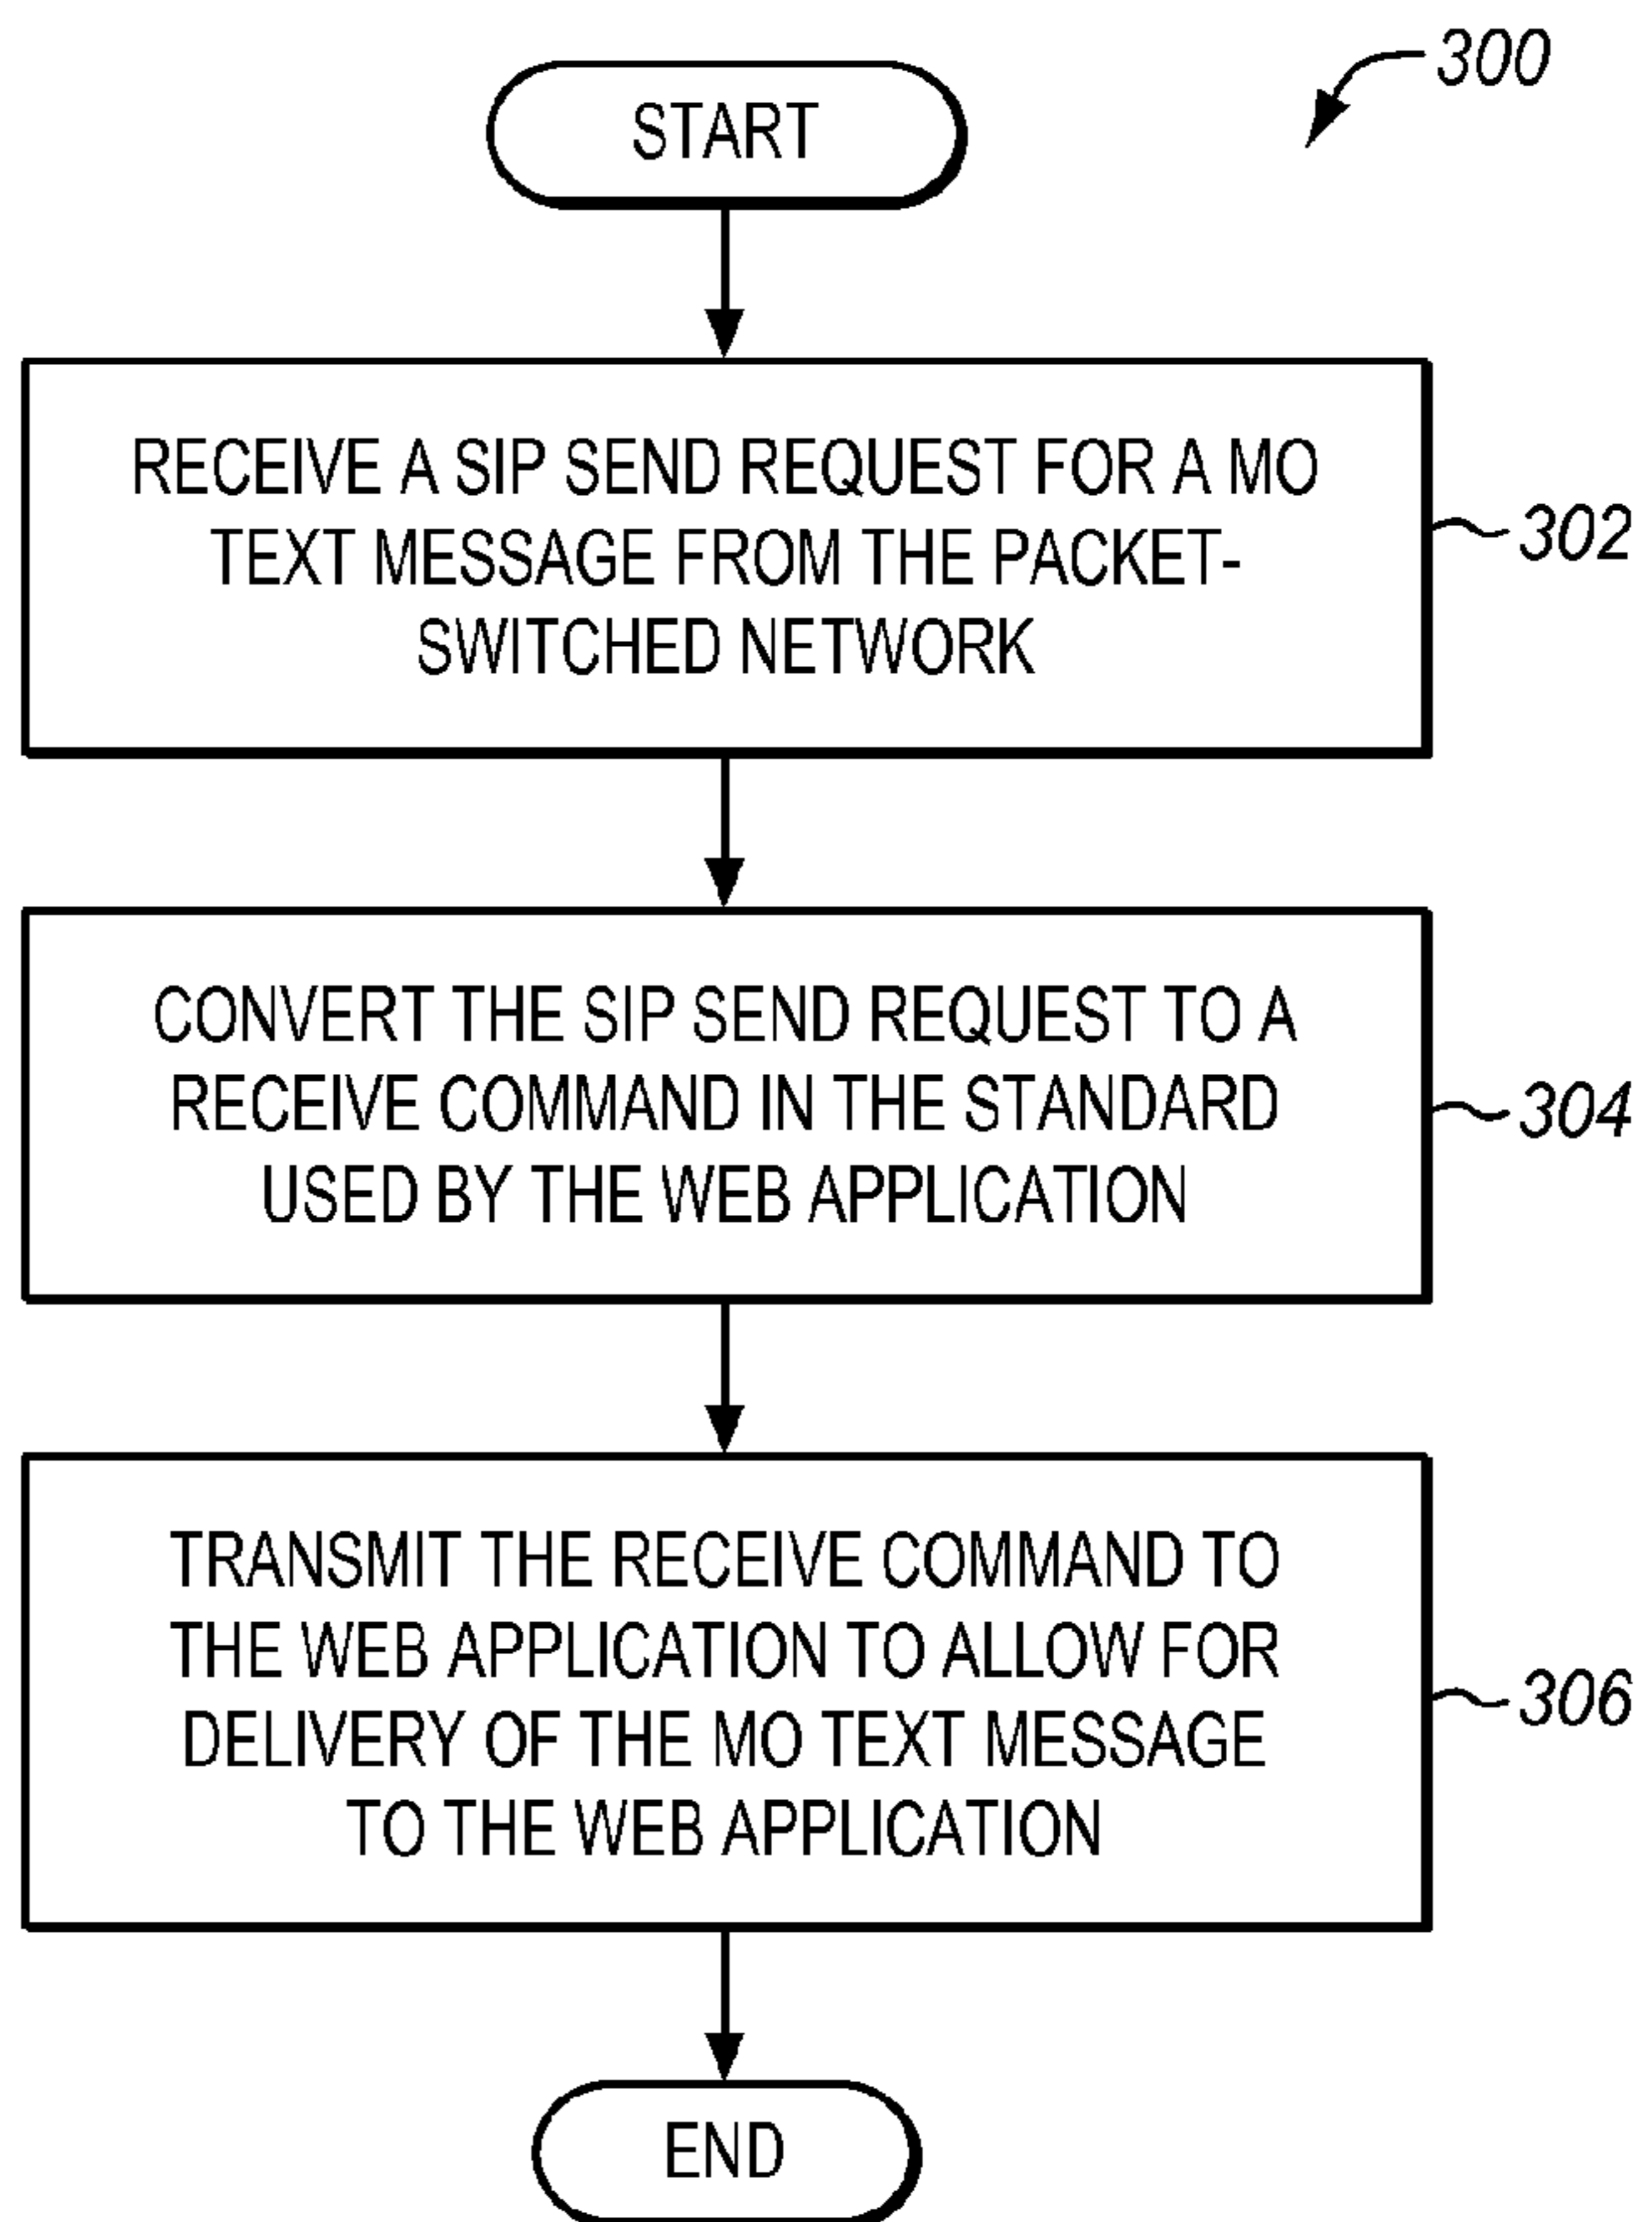 300
START
RECEIVE A SIP SEND REQUEST FOR A MO
TEXT MESSAGE FROM THE PACKET-
SWITCHED NETWORK
302
CONVERT THE SIP SEND REQUEST TO A
RECEIVE COMMAND IN THE STANDARD
USED BY THE WEB APPLICATION
304
TRANSMIT THE RECEIVE COMMAND TO
THE WEB APPLICATION TO ALLOW FOR
DELIVERY OF THE MO TEXT MESSAGE
TO THE WEB APPLICATION
306
END